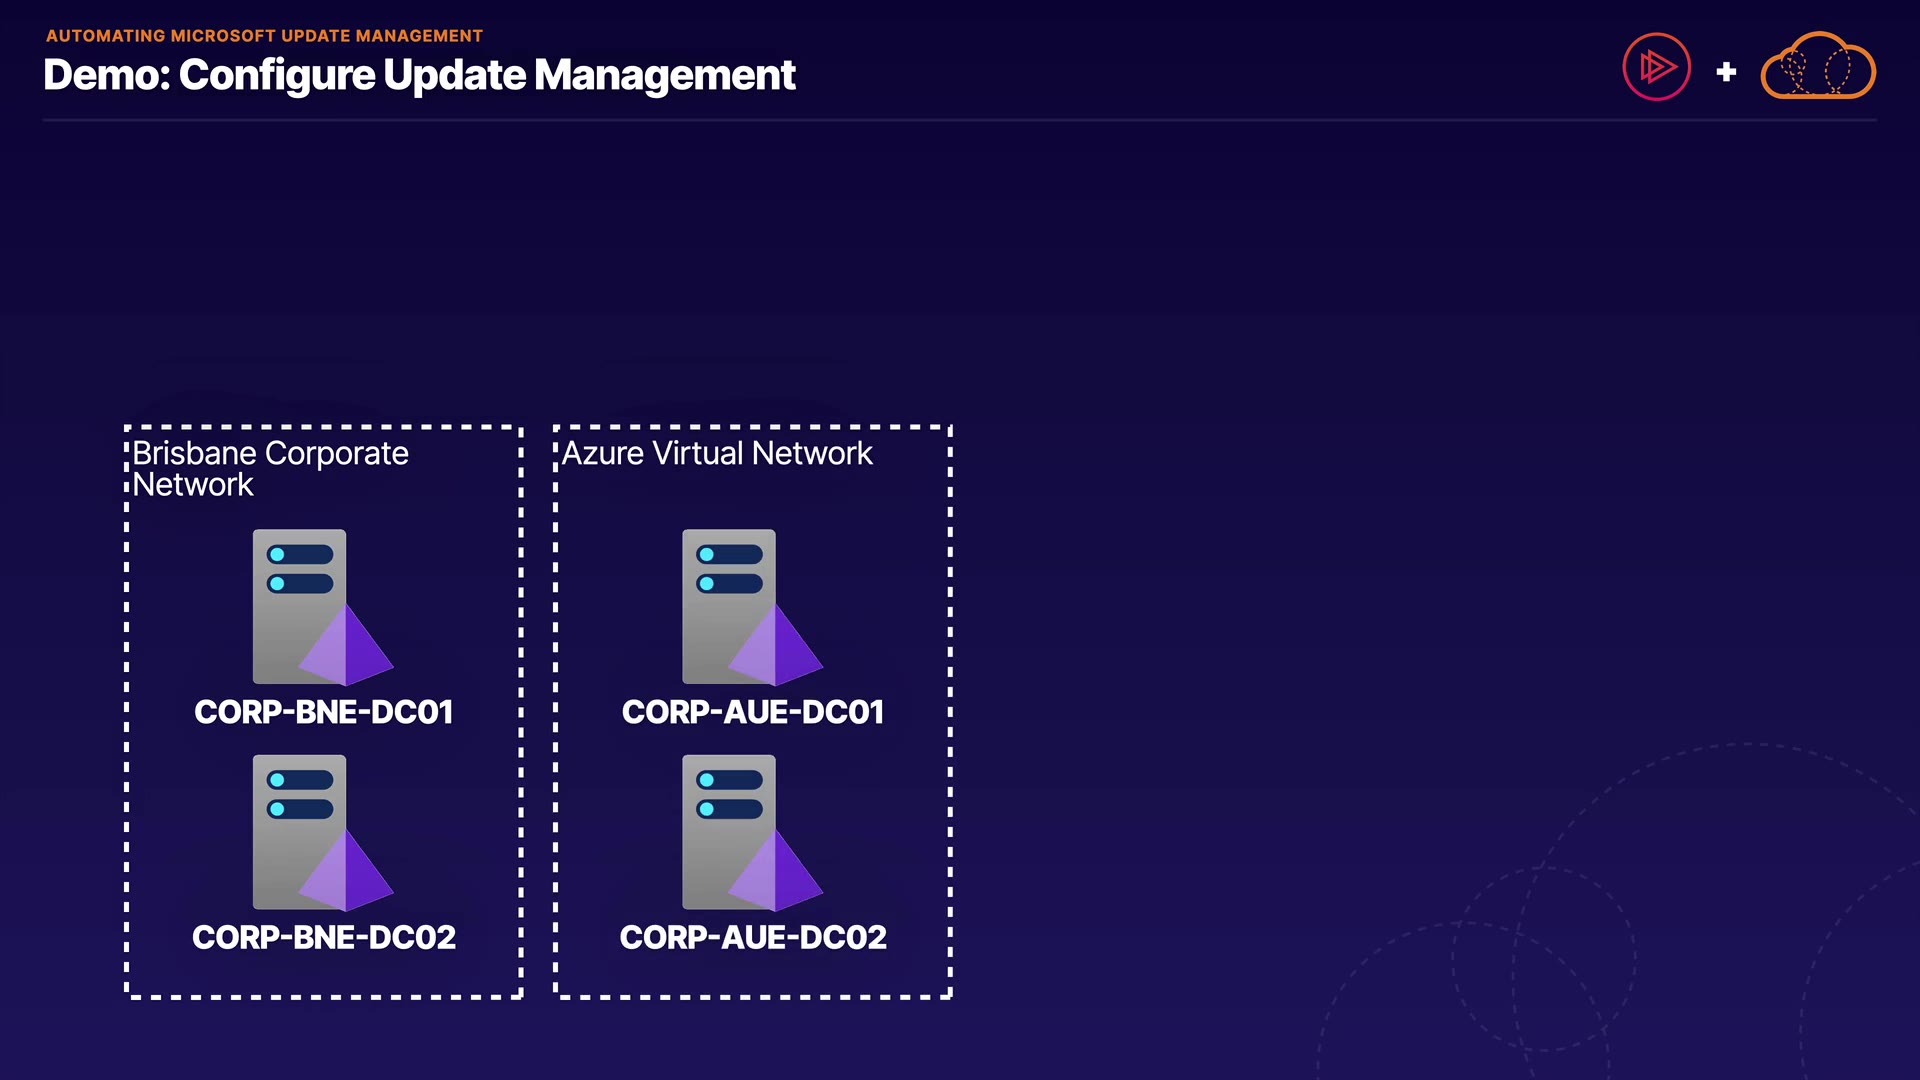 AUTOMATING MICROSOFT UPDATE MANAGEMENT
Demo: Configure Update Management
+
Brisbane Corporate
Network
CORP-BNE-DC01
CORP-BNE-DC02
Azure Virtual Network
CORP-AUE-DC01
CORP-AUE-DC02